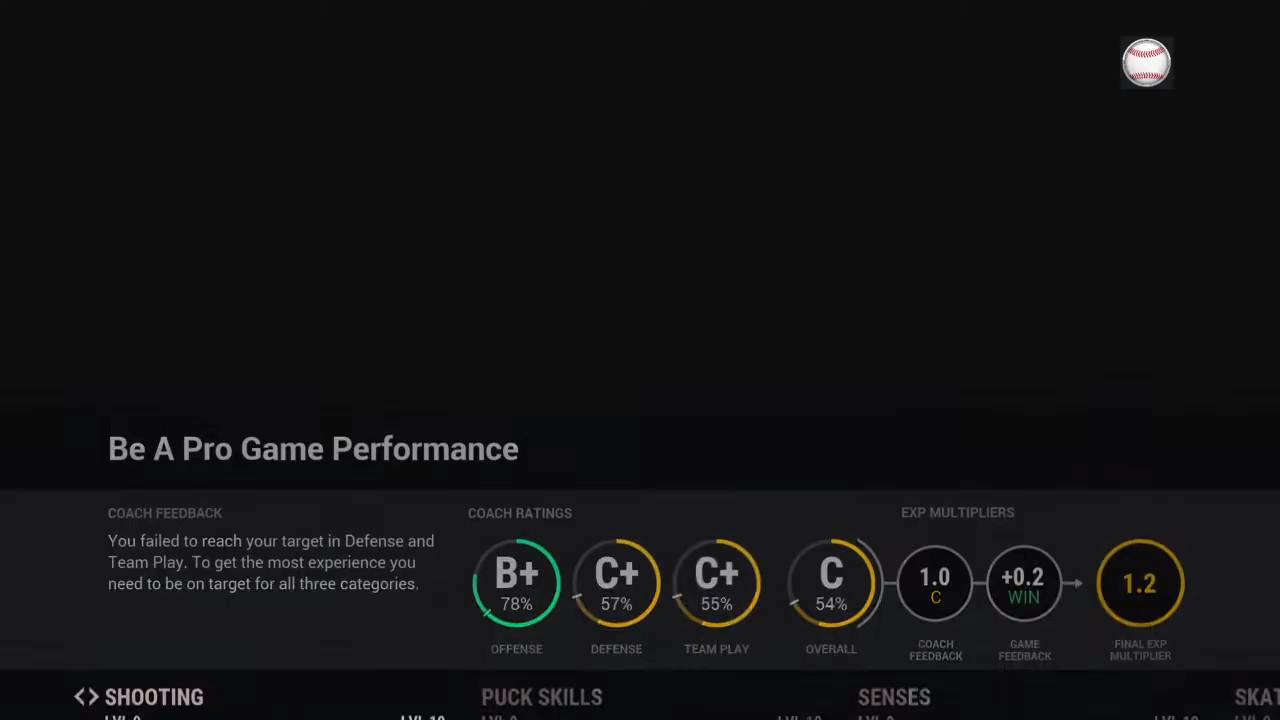 Be A Pro Game Performance
COACH FEEDBACK
You failed to reach your target in Defense and
Team Play. To get the most experience you
need to be on target for all three categories.
COACH RATINGS
B+
78%
OFFENSE
C+
57%
DEFENSE
C+
55%
TEAM PLAY
C
54%
OVERALL
EXP MULTIPLIERS
1.0
C
COACH
FEEDBACK
+0.2
WIN
GAME
FEEDBACK
1.2
FINAL EXP
MULTIPLIER
<> SHOOTING
PUCK SKILLS
SENSES